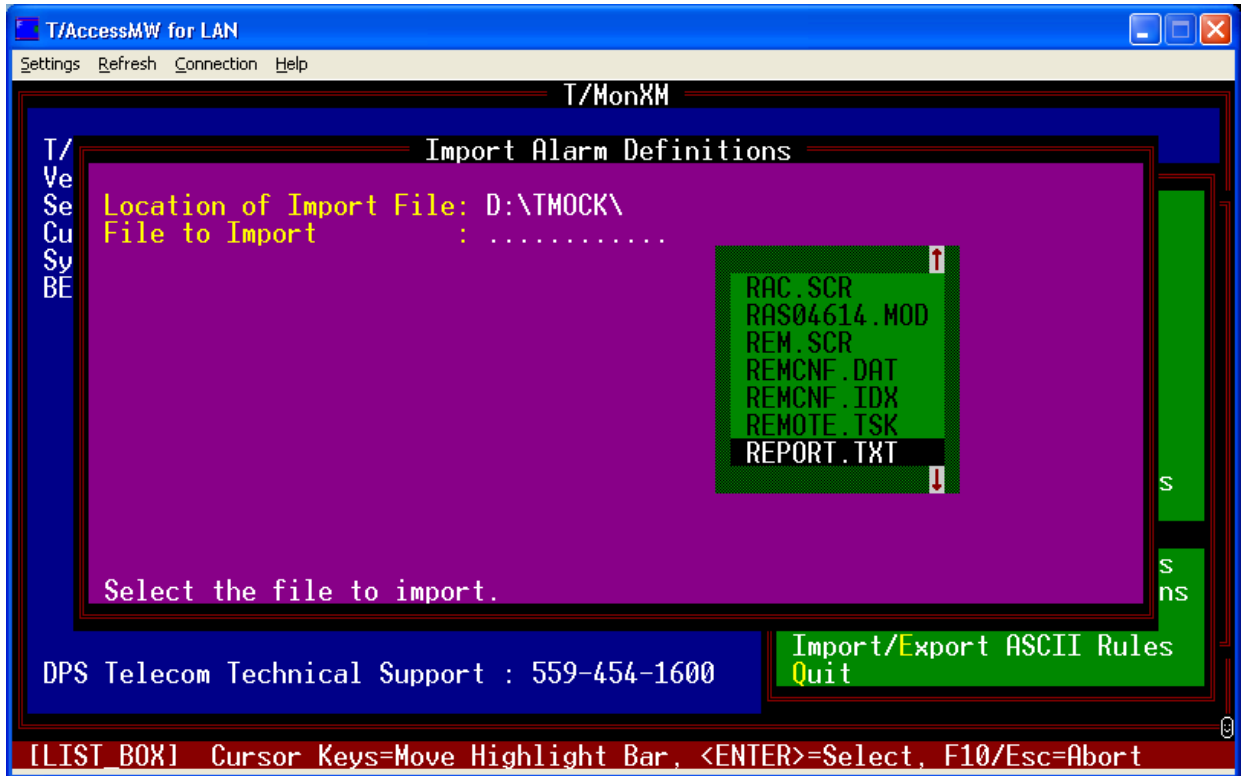 T/AccessMW for LAN
Settings Refresh Connection Help
T/MonXM
Import Alarm Definitions
T/
Ve
Se
Cu
Sy
BE
Location of Import File: D:\TMOCK\
File to Import : ............
RAC.SCR
RAS04614.MOD
REM.SCR
REMCNF.DAT
REMCNF.IDX
REMOTE.TSK
REPORT.TXT
s
s
ns
Select the file to import.
Import/Export ASCII Rules
Quit
DPS Telecom Technical Support : 559-454-1600
[LIST_BOX] Cursor Keys=Move Highlight Bar, <ENTER>=Select, F10/Esc=Abort